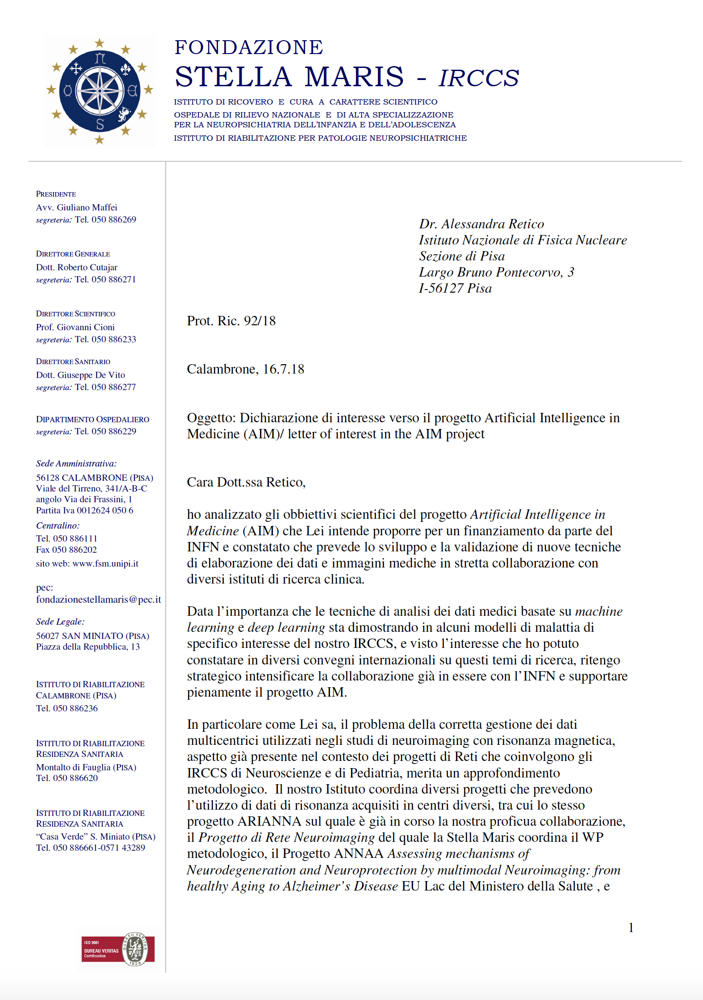 FONDAZIONE
STELLA MARIS - IRCCS
ISTITUTO DI RICOVERO E CURA A CARATTERE SCIENTIFICO
OSPEDALE DI RILIEVO NAZIONALE E DI ALTA SPECIALIZZAZIONE
PER LA NEUROPSICHIATRIA DELL'INFANZIA E DELL'ADOLESCENZA
ISTITUTO DI RIABILITAZIONE PER PATOLOGIE NEUROPSICHIATRICHE
PRESIDENTE
Avv. Giuliano Maffei
segreteria: Tel. 050 886269
DIRETTORE GENERALE
Dott. Roberto Cutajar
segreteria: Tel. 050 886271
DIRETTORE SCIENTIFICO
Prof. Giovanni Cioni
segreteria: Tel. 050 886233
DIRETTORE SANITARIO
Dott. Giuseppe De Vito
segreteria: Tel. 050 886277
DIPARTIMENTO OSPEDALIERO
segreteria: Tel. 050 886229
Sede Amministrativa:
56128 CALAMBRONE (PISA)
Viale del Tirreno, 341/A-B-C
angolo Via dei Frassini, 1
Partita Iva 0012624 050 6
Centralino:
Tel. 050 886111
Fax 050 886202
sito web: www.fsm.unipi.it
pec:
fondazionestellamaris@pec.it
Sede Legale:
56027 SAN MINIATO (PISA)
Piazza della Repubblica, 13
ISTITUTO DI RIABILITAZIONE
CALAMBRONE (PISA)
Tel. 050 886236
ISTITUTO DI RIABILITAZIONE
RESIDENZA SANITARIA
Montalto di Fauglia (PISA)
Tel. 050 886620
ISTITUTO DI RIABILITAZIONE
RESIDENZA SANITARIA
“Casa Verde” S. Miniato (PISA)
Tel. 050 886661-0571 43289
ISO 9001
BUREAU VERITAS
Certification
BUREAU VERITAS
1828
Dr. Alessandra Retico
Istituto Nazionale di Fisica Nucleare
Sezione di Pisa
Largo Bruno Pontecorvo, 3
I-56127 Pisa
Prot. Ric. 92/18
Calambrone, 16.7.18
Oggetto: Dichiarazione di interesse verso il progetto Artificial Intelligence in
Medicine (AIM)/ letter of interest in the AIM project
Cara Dott.ssa Retico,
ho analizzato gli obbiettivi scientifici del progetto Artificial Intelligence in
Medicine (AIM) che Lei intende proporre per un finanziamento da parte del
INFN e constatato che prevede lo sviluppo e la validazione di nuove tecniche
di elaborazione dei dati e immagini mediche in stretta collaborazione con
diversi istituti di ricerca clinica.
Data l’importanza che le tecniche di analisi dei dati medici basate su machine
learning e deep learning sta dimostrando in alcuni modelli di malattia di
specifico interesse del nostro IRCCS, e visto l’interesse che ho potuto
constatare in diversi convegni internazionali su questi temi di ricerca, ritengo
strategico intensificare la collaborazione già in essere con l’INFN e supportare
pienamente il progetto AIM.
In particolare come Lei sa, il problema della corretta gestione dei dati
multicentrici utilizzati negli studi di neuroimaging con risonanza magnetica,
aspetto già presente nel contesto dei progetti di Reti che coinvolgono gli
IRCCS di Neuroscienze e di Pediatria, merita un approfondimento
metodologico.  Il nostro Istituto coordina diversi progetti che prevedono
l’utilizzo di dati di risonanza acquisiti in centri diversi, tra cui lo stesso
progetto ARIANNA sul quale è già in corso la nostra proficua collaborazione,
il Progetto di Rete Neuroimaging del quale la Stella Maris coordina il WP
metodologico, il Progetto ANNAA Assessing mechanisms of
Neurodegeneration and Neuroprotection by multimodal Neuroimaging: from
healthy Aging to Alzheimer’s Disease EU Lac del Ministero della Salute , e
1